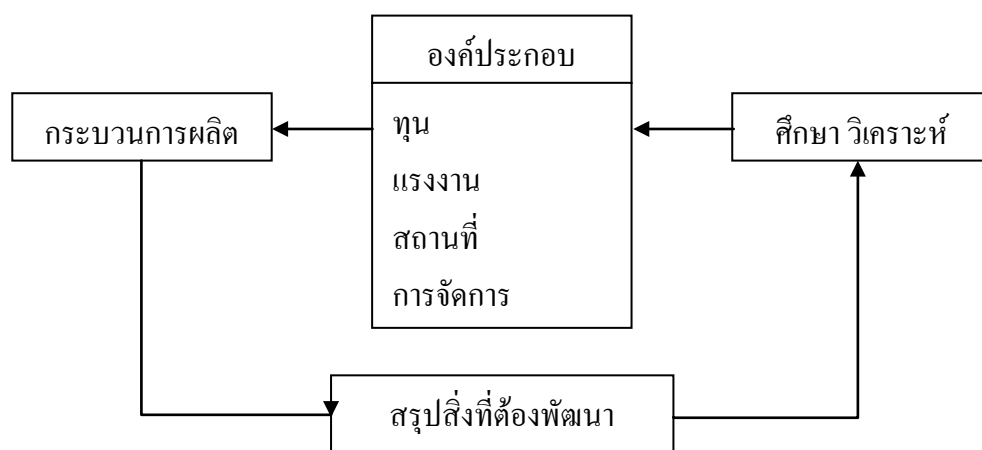 องค์ประกอบ
กระบวนการผลิต
ทุน
แรงงาน
สถานที่
การจัดการ
ศึกษา วิเคราะห์
สรุปสิ่งที่ต้องพัฒนา